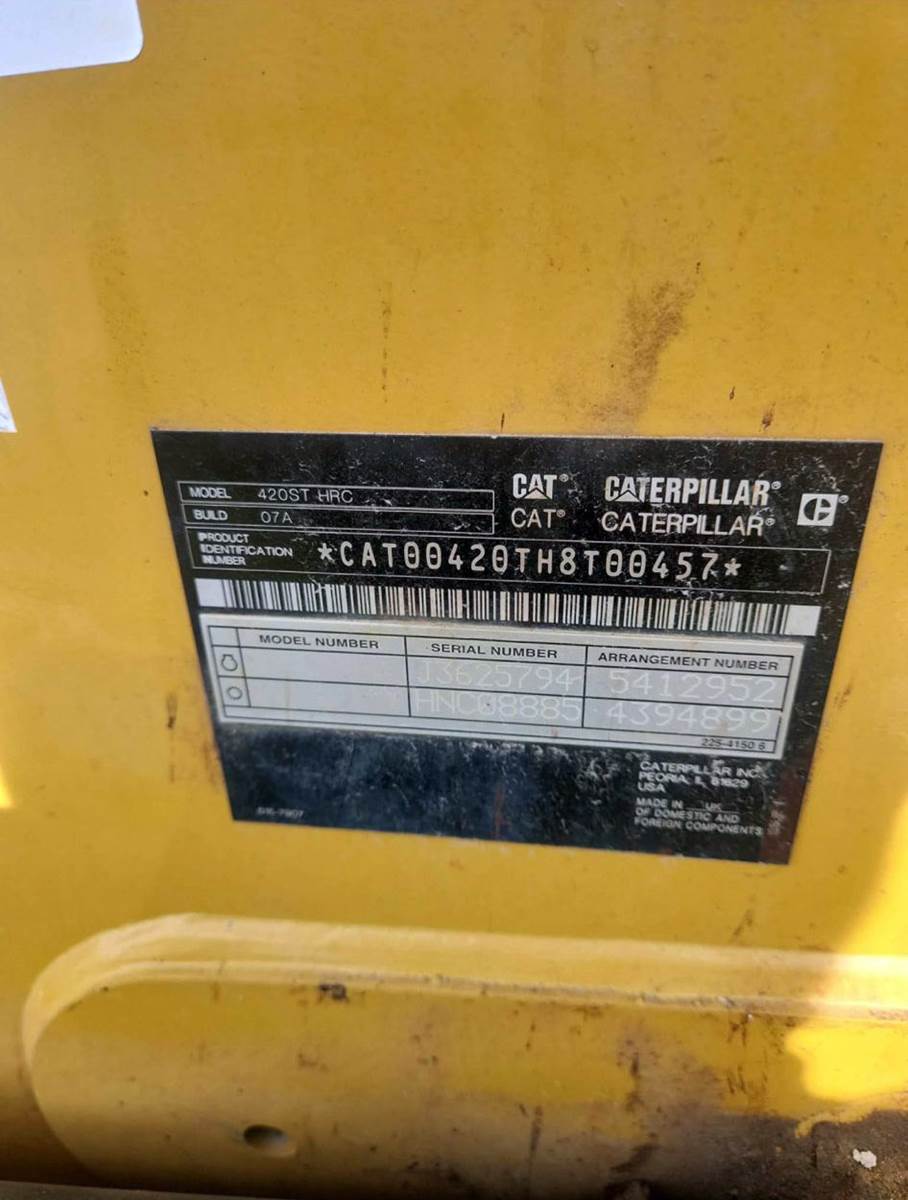 MODEL 420ST HRC
BUILD 07A
CAT® CATERPILLAR®
CAT® CATERPILLAR®
PRODUCT
IDENTIFICATION
NUMBER
*CAT00420TH8T00457*
MODEL NUMBER SERIAL NUMBER ARRANGEMENT NUMBER
J3625794 5412952
HNC08885 4394899
225-4150 6
CATERPILLAR INC.
PEORIA, IL 61629
USA
MADE IN UK
OF DOMESTIC AND
FOREIGN COMPONENTS